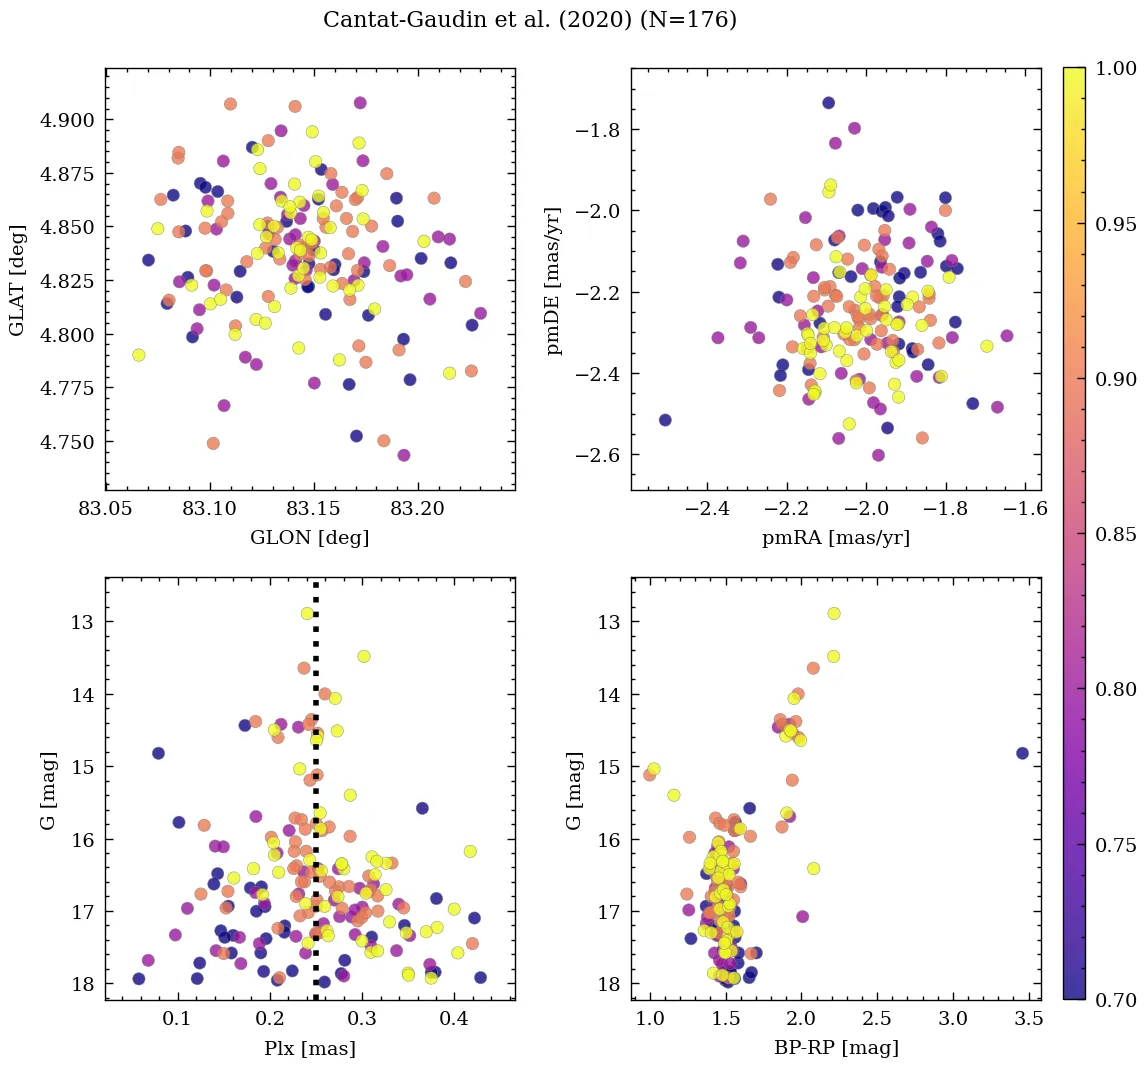 Cantat-Gaudin et al. (2020) (N=176)
4.900
4.875
4.850
4.825
4.800
4.775
4.750
GLAT [deg]
83.05 83.10 83.15 83.20
GLON [deg]
−1.8
−2.0
−2.2
−2.4
−2.6
pmDE [mas/yr]
−2.4 −2.2 −2.0 −1.8 −1.6
pmRA [mas/yr]
13
14
15
16
17
18
G [mag]
0.1 0.2 0.3 0.4
Plx [mas]
13
14
15
16
17
18
G [mag]
1.0 1.5 2.0 2.5 3.0 3.5
BP-RP [mag]
1.00
0.95
0.90
0.85
0.80
0.75
0.70